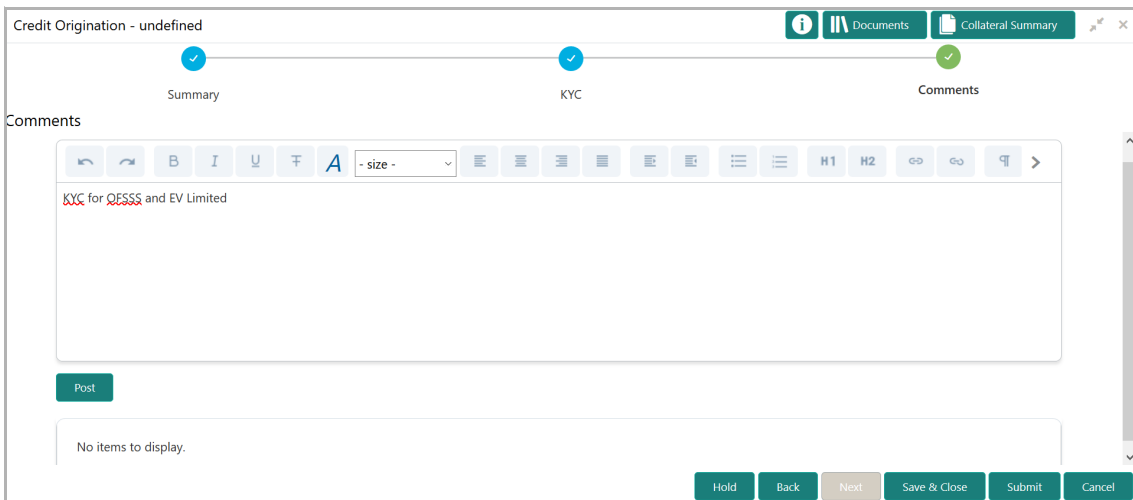 Credit Origination - undefined
Documents
Collateral Summary
Summary
KYC
Comments
Comments
B I U T A - size - H1 H2
KYC for OFSSS and EV Limited
Post
No items to display.
Hold Back Next Save & Close Submit Cancel